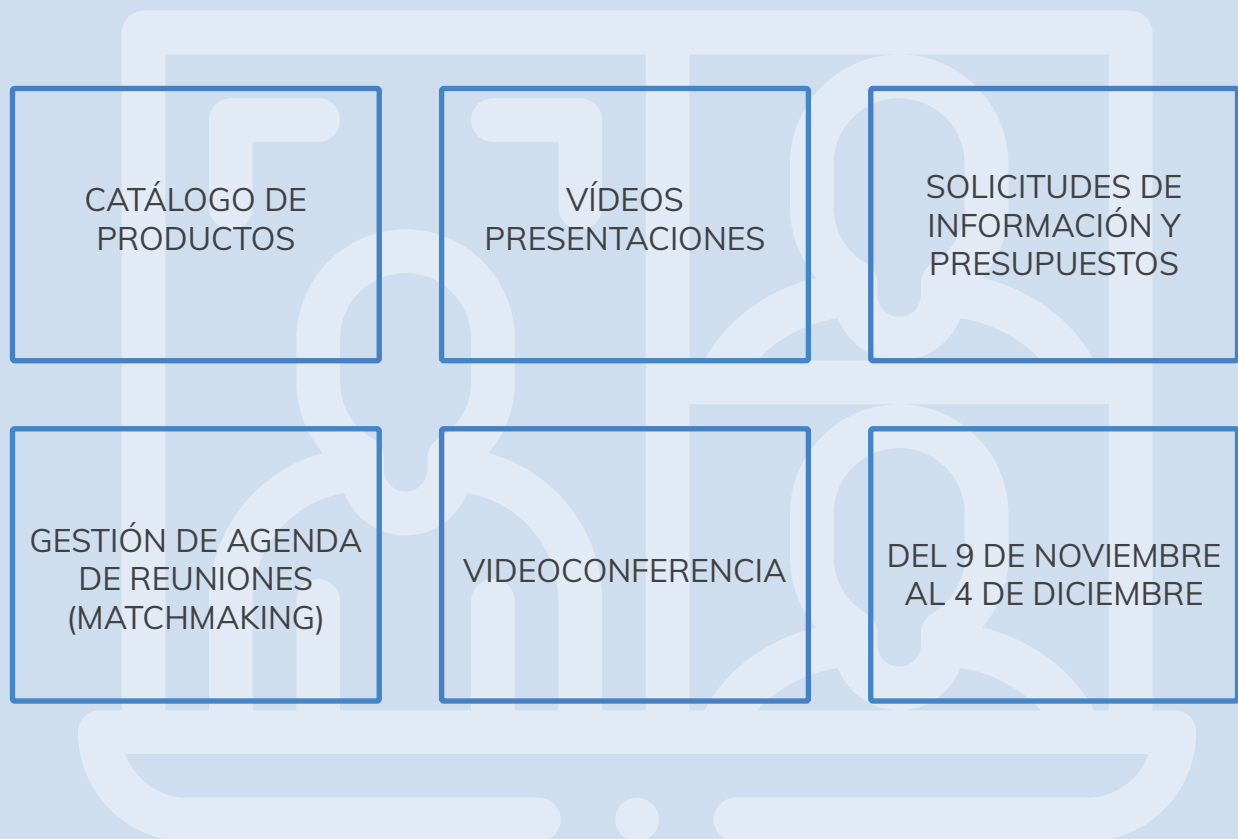 CATÁLOGO DE
PRODUCTOS
VÍDEOS
PRESENTACIONES
SOLICITUDES DE
INFORMACIÓN Y
PRESUPUESTOS
GESTIÓN DE AGENDA
DE REUNIONES
(MATCHMAKING)
VIDEOCONFERENCIA
DEL 9 DE NOVIEMBRE
AL 4 DE DICIEMBRE